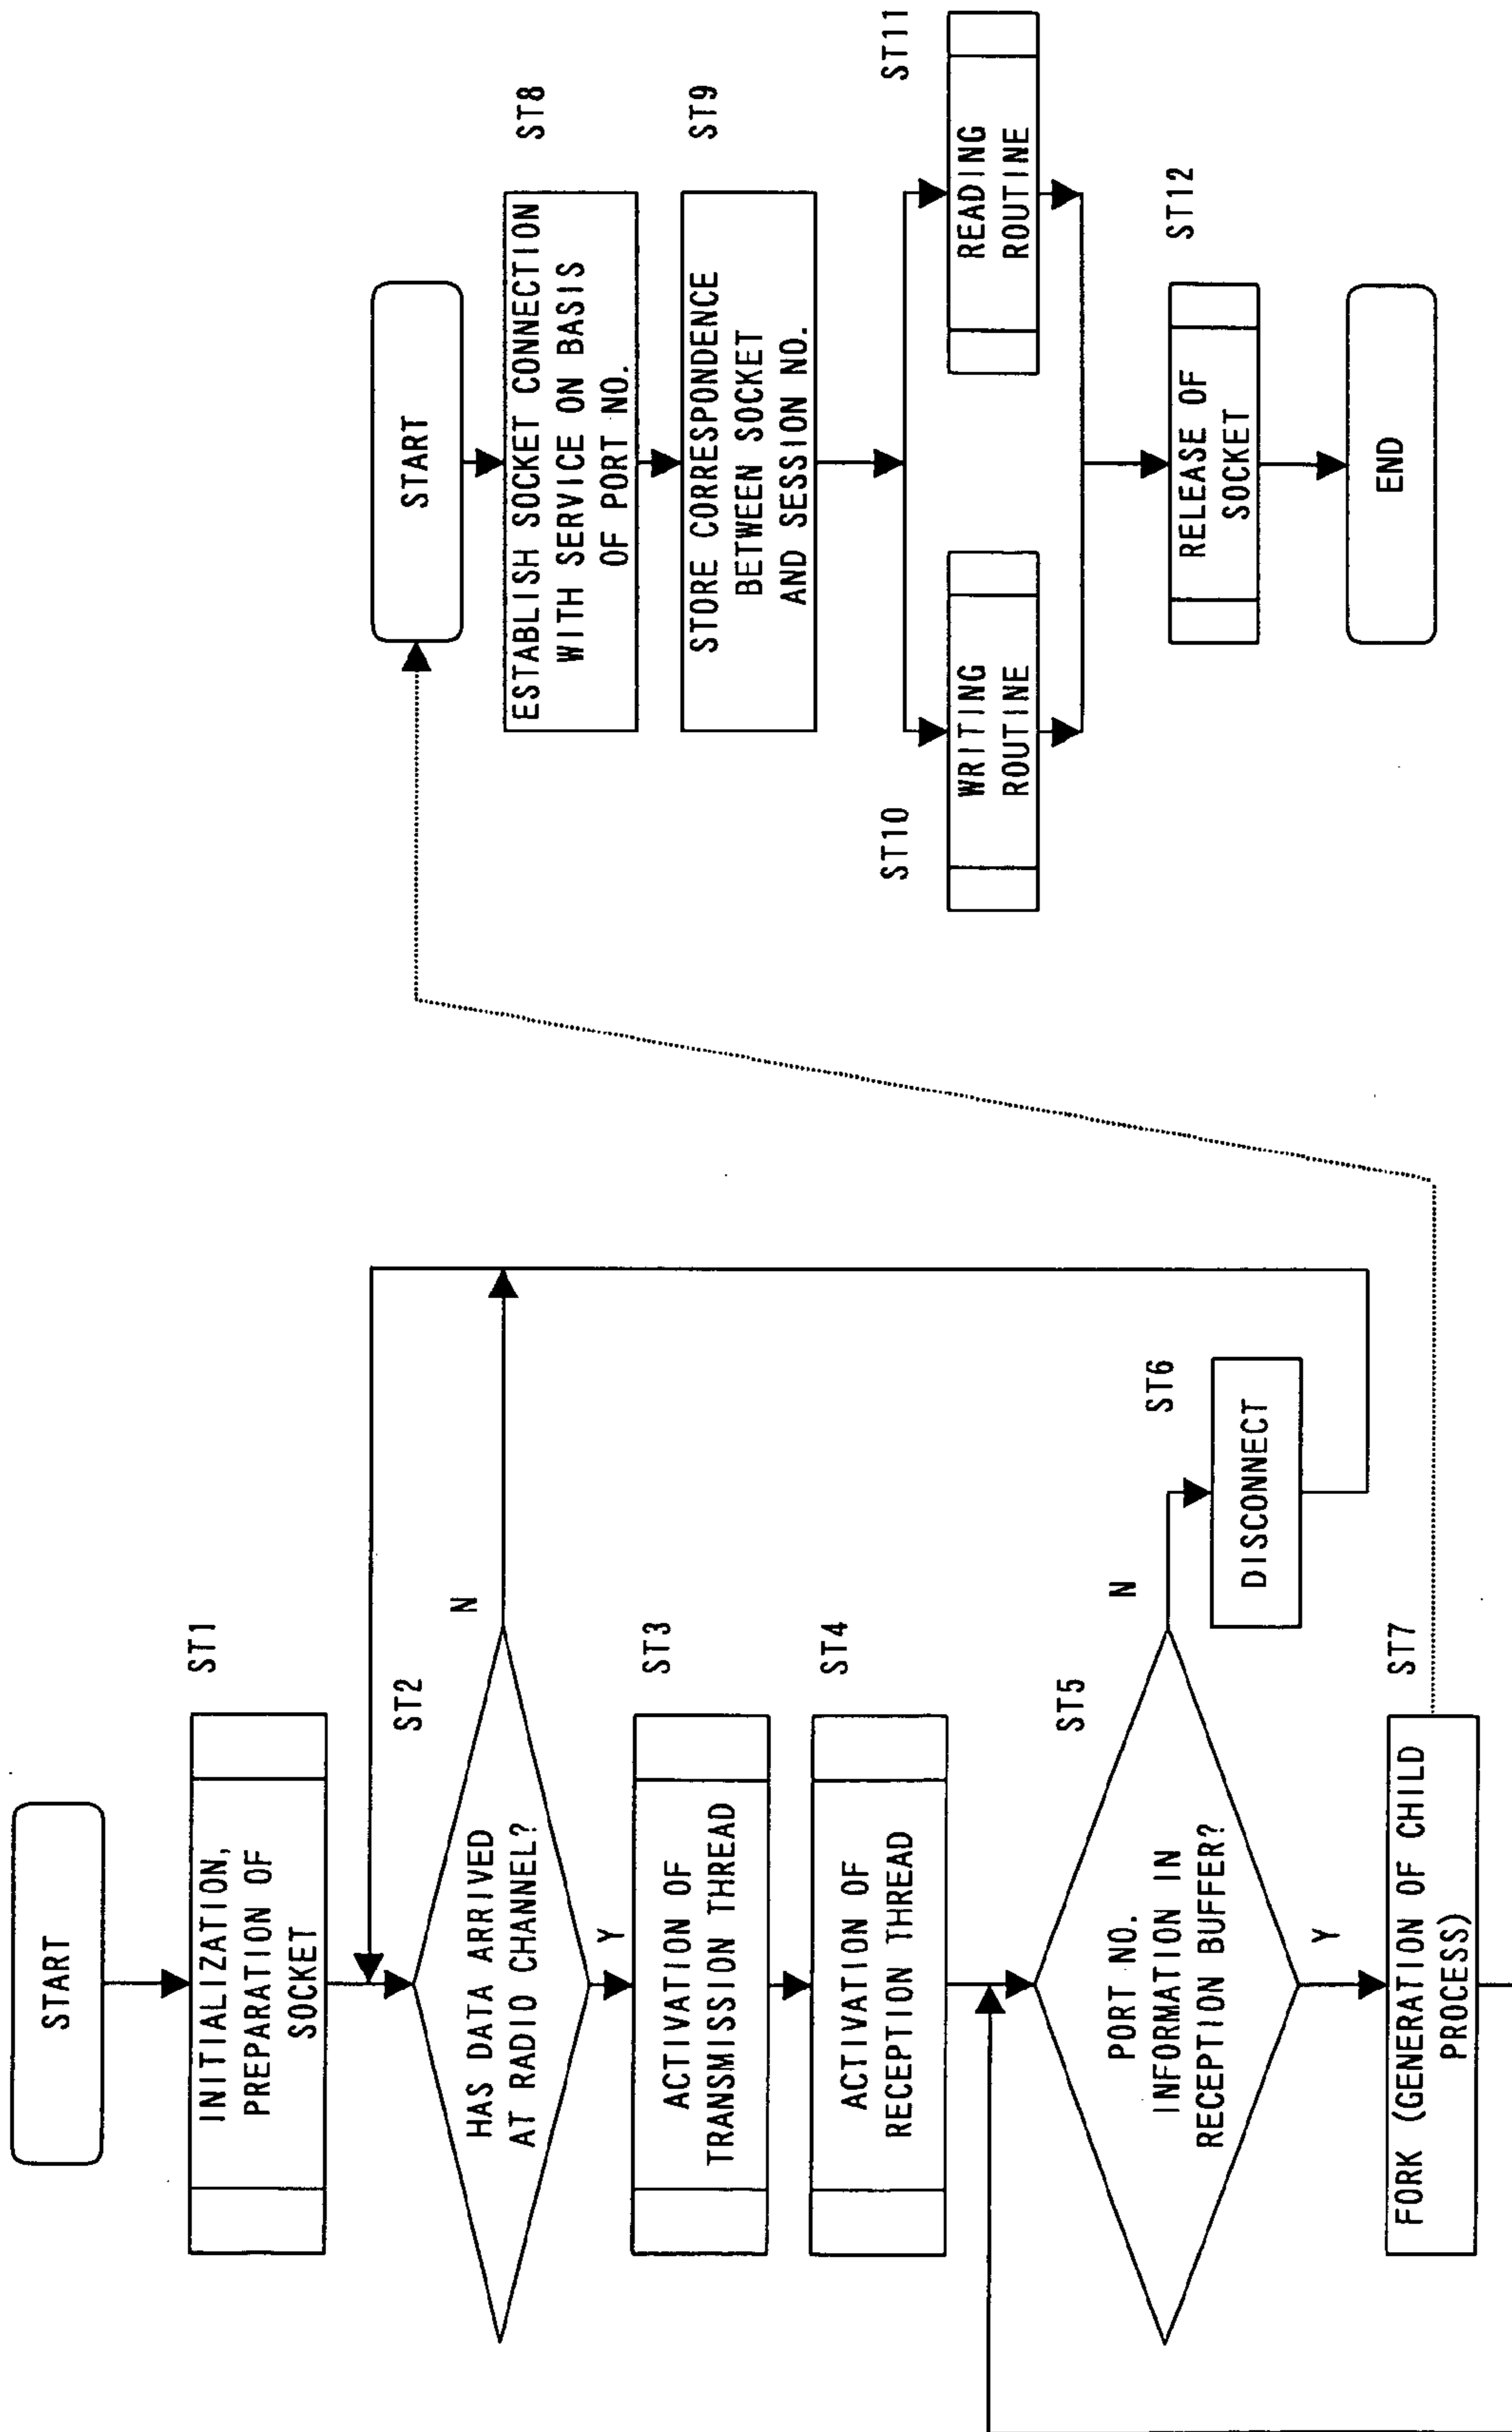 START
INITIALIZATION,
PREPARATION OF
SOCKET
ST1
HAS DATA ARRIVED
AT RADIO CHANNEL?
ST2
N
Y
ACTIVATION OF
TRANSMISSION THREAD
ST3
ACTIVATION OF
RECEPTION THREAD
ST4
PORT NO.
INFORMATION IN
RECEPTION BUFFER?
ST5
N
DISCONNECT
ST6
Y
FORK (GENERATION OF CHILD
PROCESS)
ST7
START
ESTABLISH SOCKET CONNECTION
WITH SERVICE ON BASIS
OF PORT NO.
ST8
STORE CORRESPONDENCE
BETWEEN SOCKET
AND SESSION NO.
ST9
ST10
WRITING
ROUTINE
ST11
READING
ROUTINE
RELEASE OF
SOCKET
ST12
END